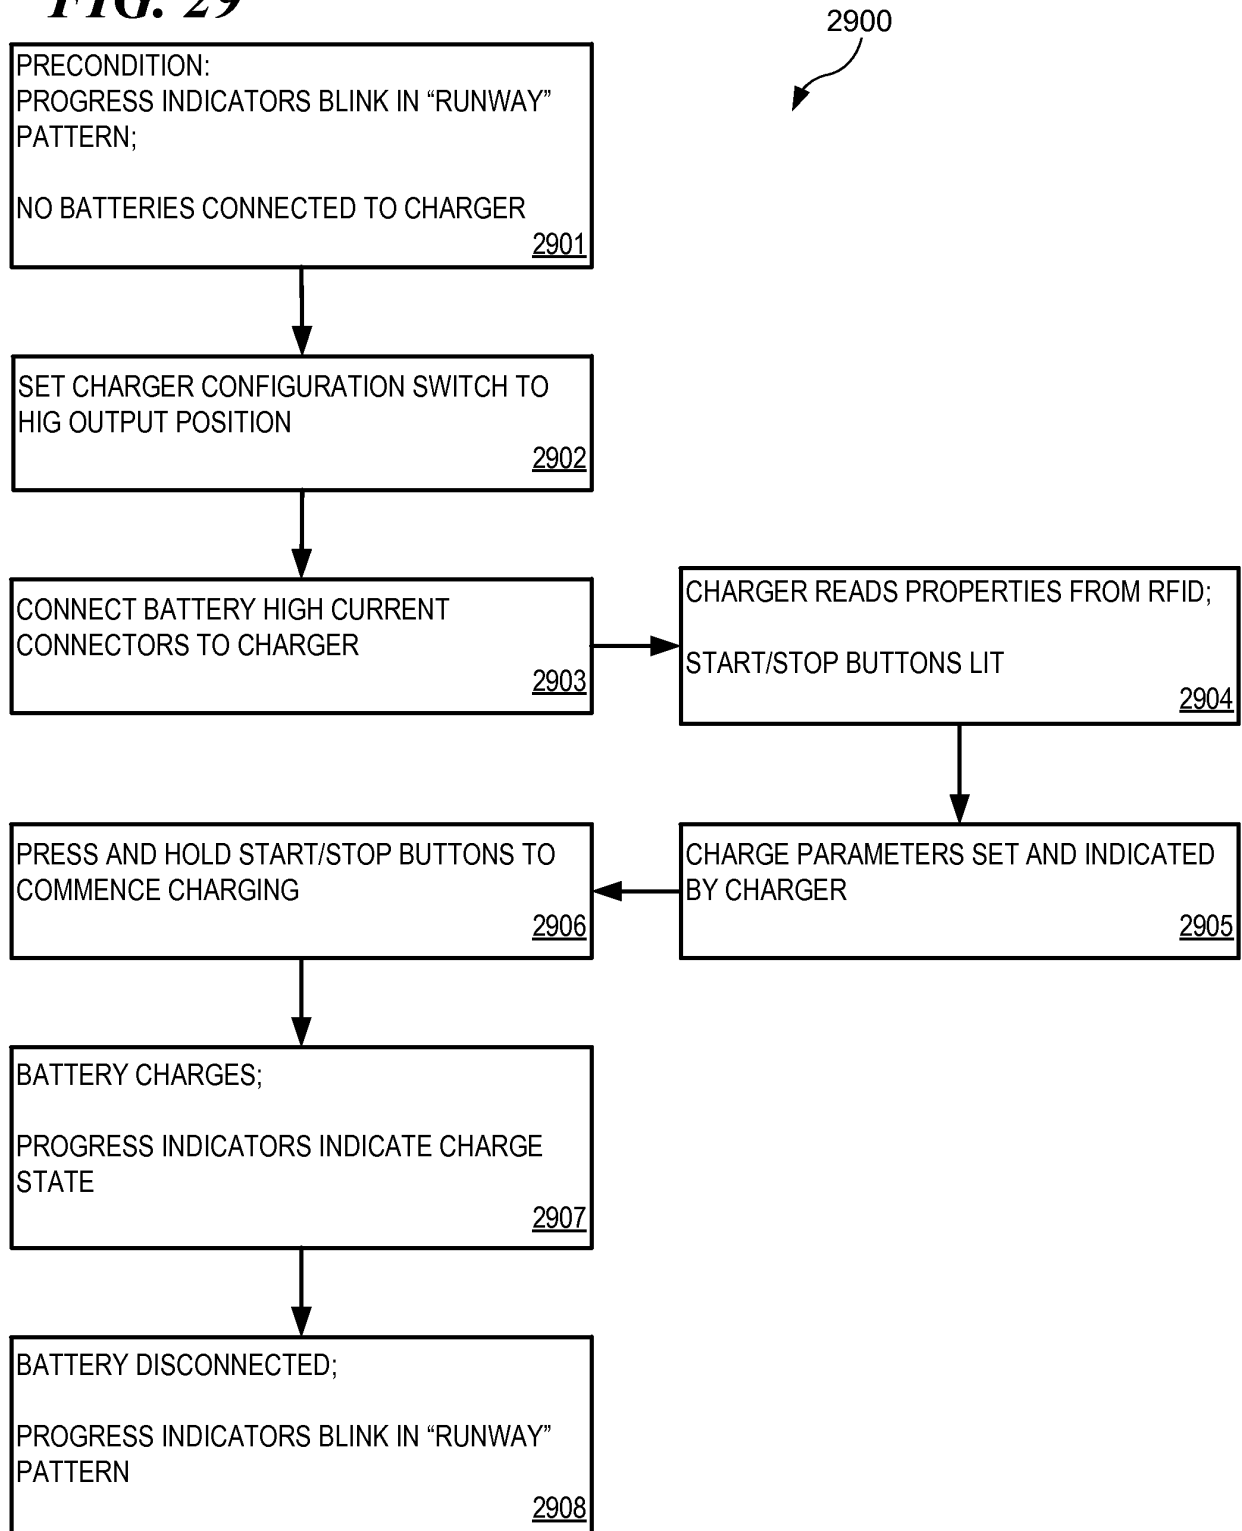 FIG. 29
2900
PRECONDITION:
PROGRESS INDICATORS BLINK IN “RUNWAY”
PATTERN;
NO BATTERIES CONNECTED TO CHARGER
2901
SET CHARGER CONFIGURATION SWITCH TO
HIG OUTPUT POSITION
2902
CONNECT BATTERY HIGH CURRENT
CONNECTORS TO CHARGER
2903
CHARGER READS PROPERTIES FROM RFID;
START/STOP BUTTONS LIT
2904
CHARGE PARAMETERS SET AND INDICATED
BY CHARGER
2905
PRESS AND HOLD START/STOP BUTTONS TO
COMMENCE CHARGING
2906
BATTERY CHARGES;
PROGRESS INDICATORS INDICATE CHARGE
STATE
2907
BATTERY DISCONNECTED;
PROGRESS INDICATORS BLINK IN “RUNWAY”
PATTERN
2908